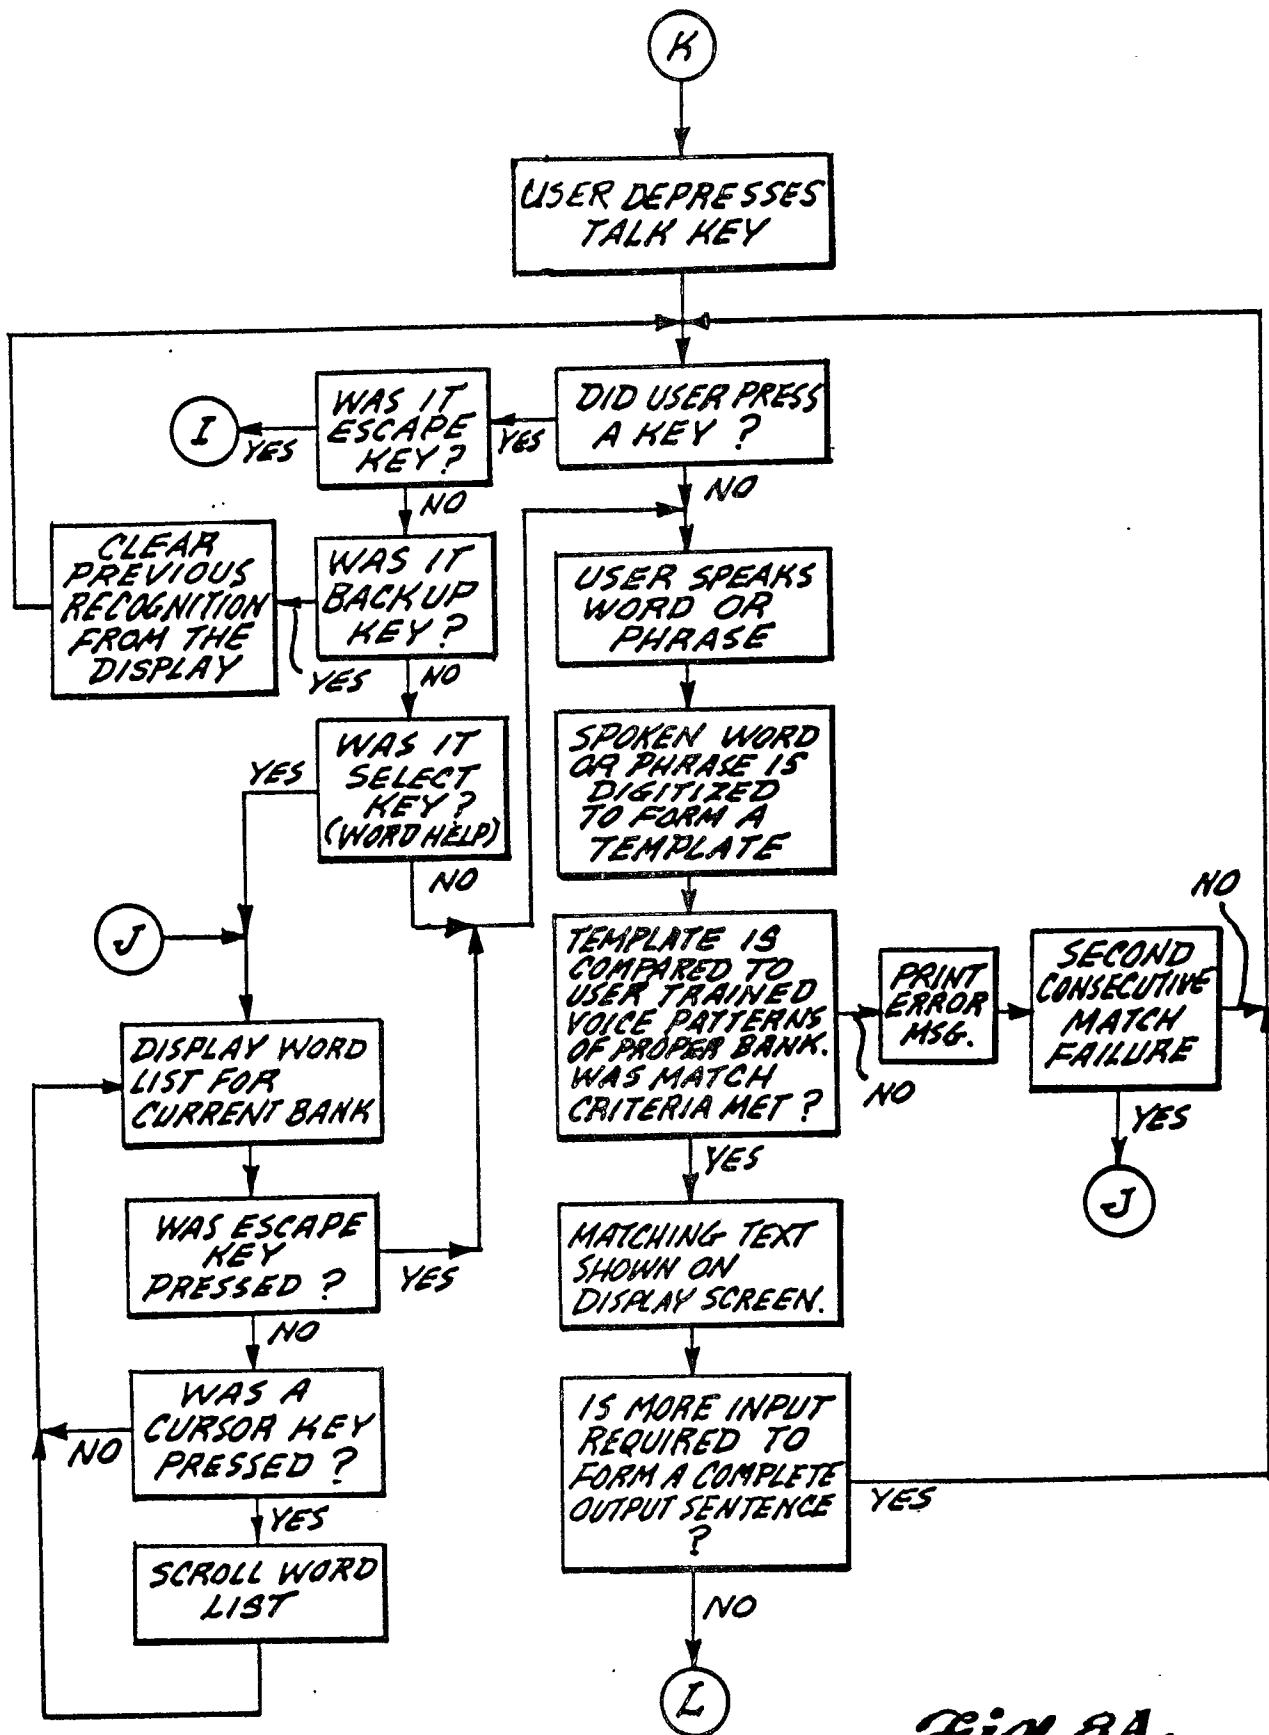 K
USER DEPRESSES
TALK KEY
DID USER PRESS
A KEY ?
YES
NO
WAS IT
ESCAPE
KEY ?
YES
I
NO
WAS IT
BACKUP
KEY ?
YES
NO
CLEAR
PREVIOUS
RECOGNITION
FROM THE
DISPLAY
WAS IT
SELECT
KEY ?
(WORD HELP)
YES
NO
USER SPEAKS
WORD OR
PHRASE
SPOKEN WORD
OR PHRASE IS
DIGITIZED
TO FORM A
TEMPLATE
TEMPLATE IS
COMPARED TO
USER TRAINED
VOICE PATTERNS
OF PROPER BANK.
WAS MATCH
CRITERIA MET ?
NO
YES
PRINT
ERROR
MSG.
SECOND
CONSECUTIVE
MATCH
FAILURE
NO
YES
J
J
DISPLAY WORD
LIST FOR
CURRENT BANK
WAS ESCAPE
KEY
PRESSED ?
YES
NO
WAS A
CURSOR KEY
PRESSED ?
NO
YES
SCROLL WORD
LIST
MATCHING TEXT
SHOWN ON
DISPLAY SCREEN.
IS MORE INPUT
REQUIRED TO
FORM A COMPLETE
OUTPUT SENTENCE
?
YES
NO
L
Fig. 8A.